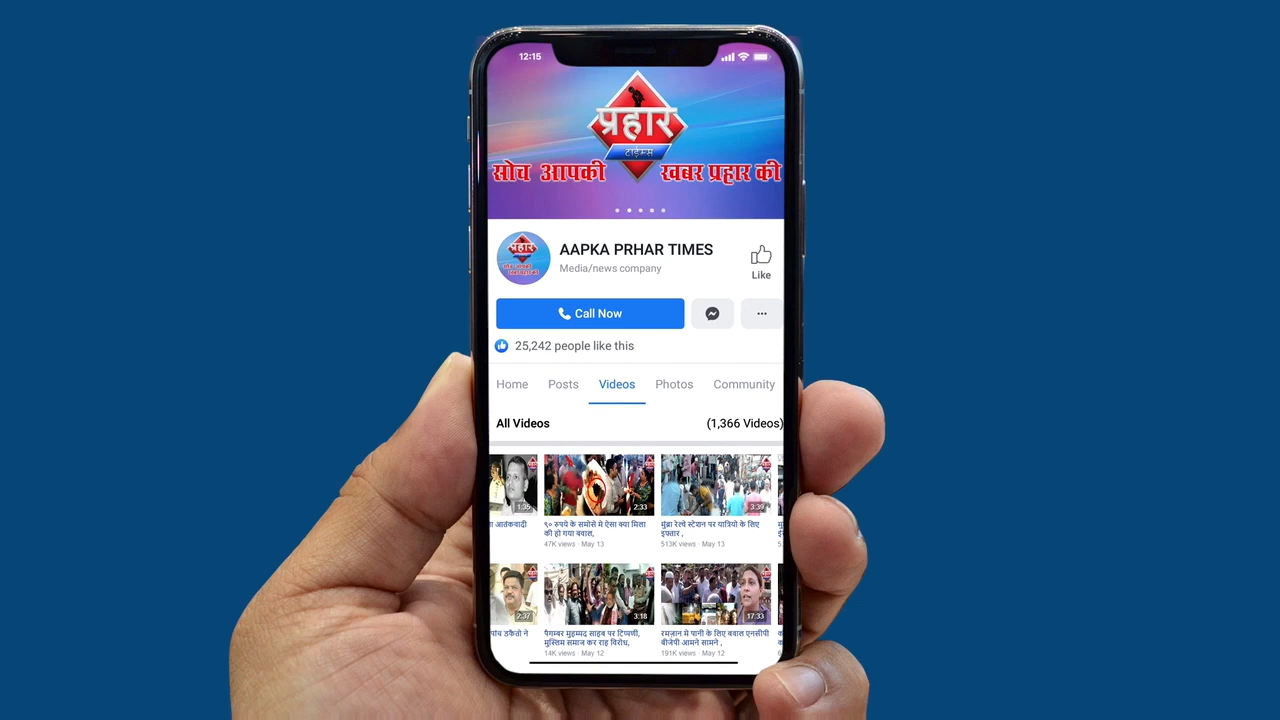 12:15
प्रहार
टाईम्स
सोच आपकी खबर प्रहार की
प्रहार
AAPKA PRHAR TIMES
Media/news company
Like
Call Now
25,242 people like this
Home Posts Videos Photos Community
All Videos (1,366 Videos)
1:35 2:33 3:39
आतंकवादी
९० रुपये के समोसे मे ऐसा क्या मिला
की हो गया बवाल,
47K views · May 13
मुंब्रा रेल्वे स्टेशन पर यात्रियो के लिए
इफ्तार ,
513K views · May 13
2:37 3:18 17:33
पांच डकैतो ने
पैगम्बर मुहम्मद साहब पर टिप्पणी,
मुस्लिम समाज कर राह विरोध,
14K views · May 12
रमज़ान मे पानी के लिए बवाल एनसीपी
बीजेपी आमने सामने ,
191K views · May 12